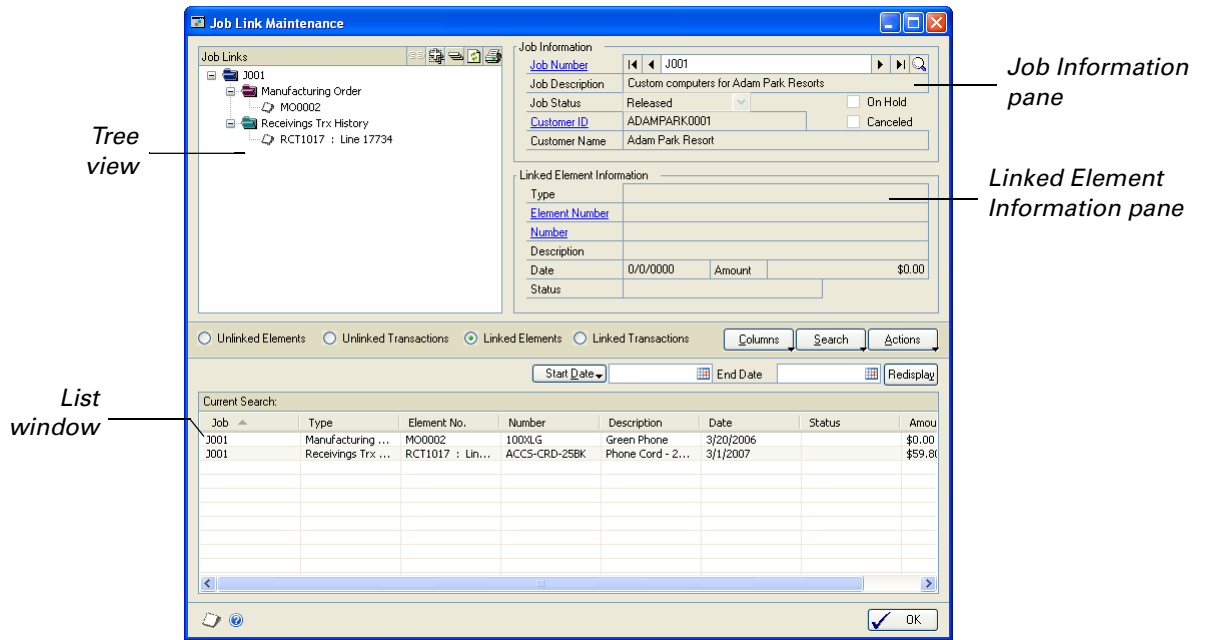 Job Link Maintenance
Job Links
J001
Manufacturing Order
MO0002
Receivings Trx History
RCT1017 : Line 17734
Job Information
Job Number J001
Job Description Custom computers for Adam Park Resorts
Job Status Released On Hold
Customer ID ADAMPARK0001 Canceled
Customer Name Adam Park Resort
Linked Element Information
Type
Element Number
Number
Description
Date 0/0/0000 Amount $0.00
Status
Unlinked Elements Unlinked Transactions Linked Elements Linked Transactions Columns Search Actions
Start Date End Date Redisplay
Current Search:
Job Type Element No. Number Description Date Status Amou
J001 Manufacturing ... MO0002 100XLG Green Phone 3/20/2006 $0.00
J001 Receivings Trx ... RCT1017 : Lin... ACCS-CRD-25BK Phone Cord - 2... 3/1/2007 $59.80
OK
Tree
view
List
window
Job Information
pane
Linked Element
Information pane